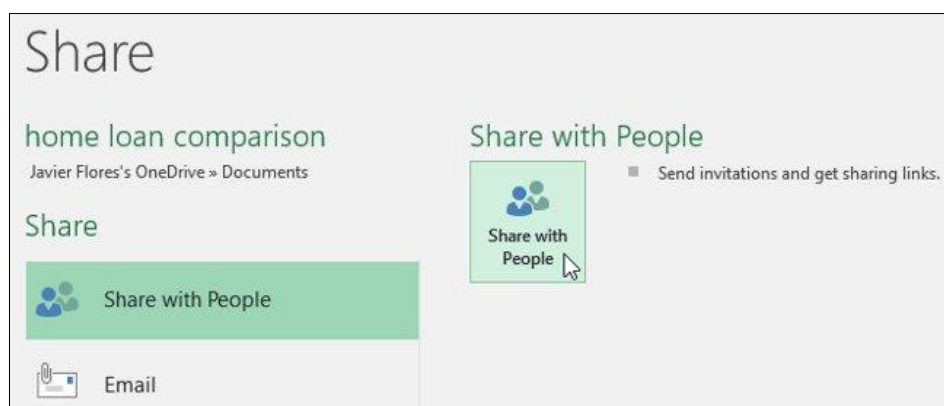 Share
home loan comparison
Javier Flores's OneDrive » Documents
Share
Share with People
Email
Share with People
Share with
People
Send invitations and get sharing links.